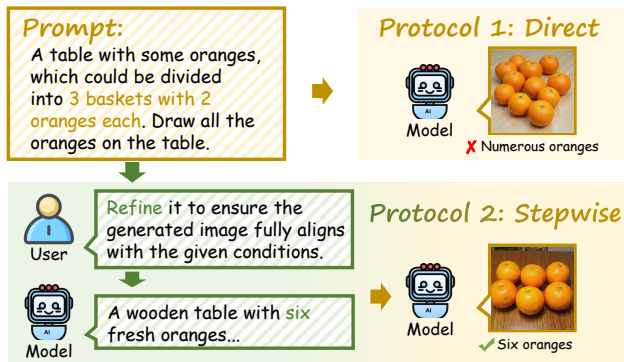 Prompt:
A table with some oranges,
which could be divided
into 3 baskets with 2
oranges each. Draw all the
oranges on the table.
Protocol 1: Direct
AI
Model
✗ Numerous oranges
Refine it to ensure the
generated image fully aligns
with the given conditions.
User
Protocol 2: Stepwise
AI
Model
A wooden table with six
fresh oranges...
AI
Model
✓ Six oranges